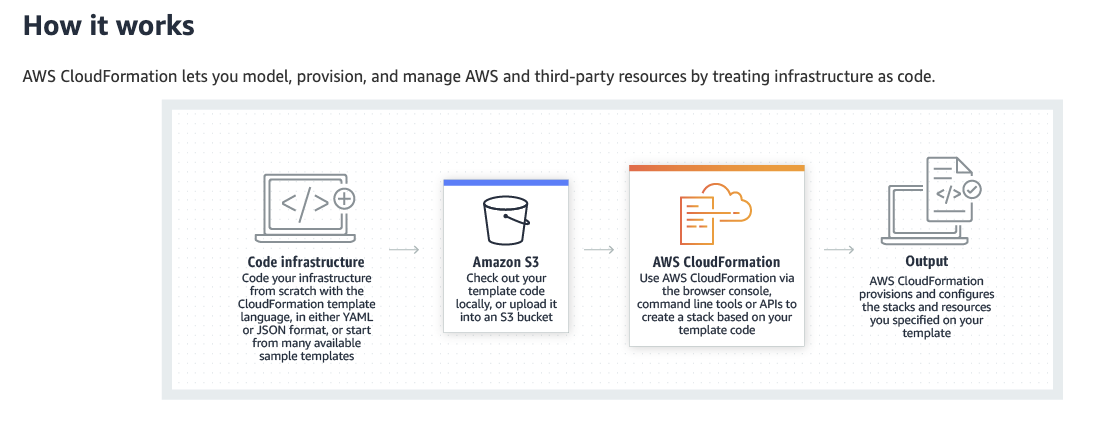 How it works
AWS CloudFormation lets you model, provision, and manage AWS and third-party resources by treating infrastructure as code.
</>
Code infrastructure
Code your infrastructure
from scratch with the
CloudFormation template
language, in either YAML
or JSON format, or start
from many available
sample templates
Amazon S3
Check out your
template code
locally, or upload it
into an S3 bucket
AWS CloudFormation
Use AWS CloudFormation via
the browser console,
command line tools or APIs to
create a stack based on your
template code
</>
Output
AWS CloudFormation
provisions and configures
the stacks and resources
you specified on your
template